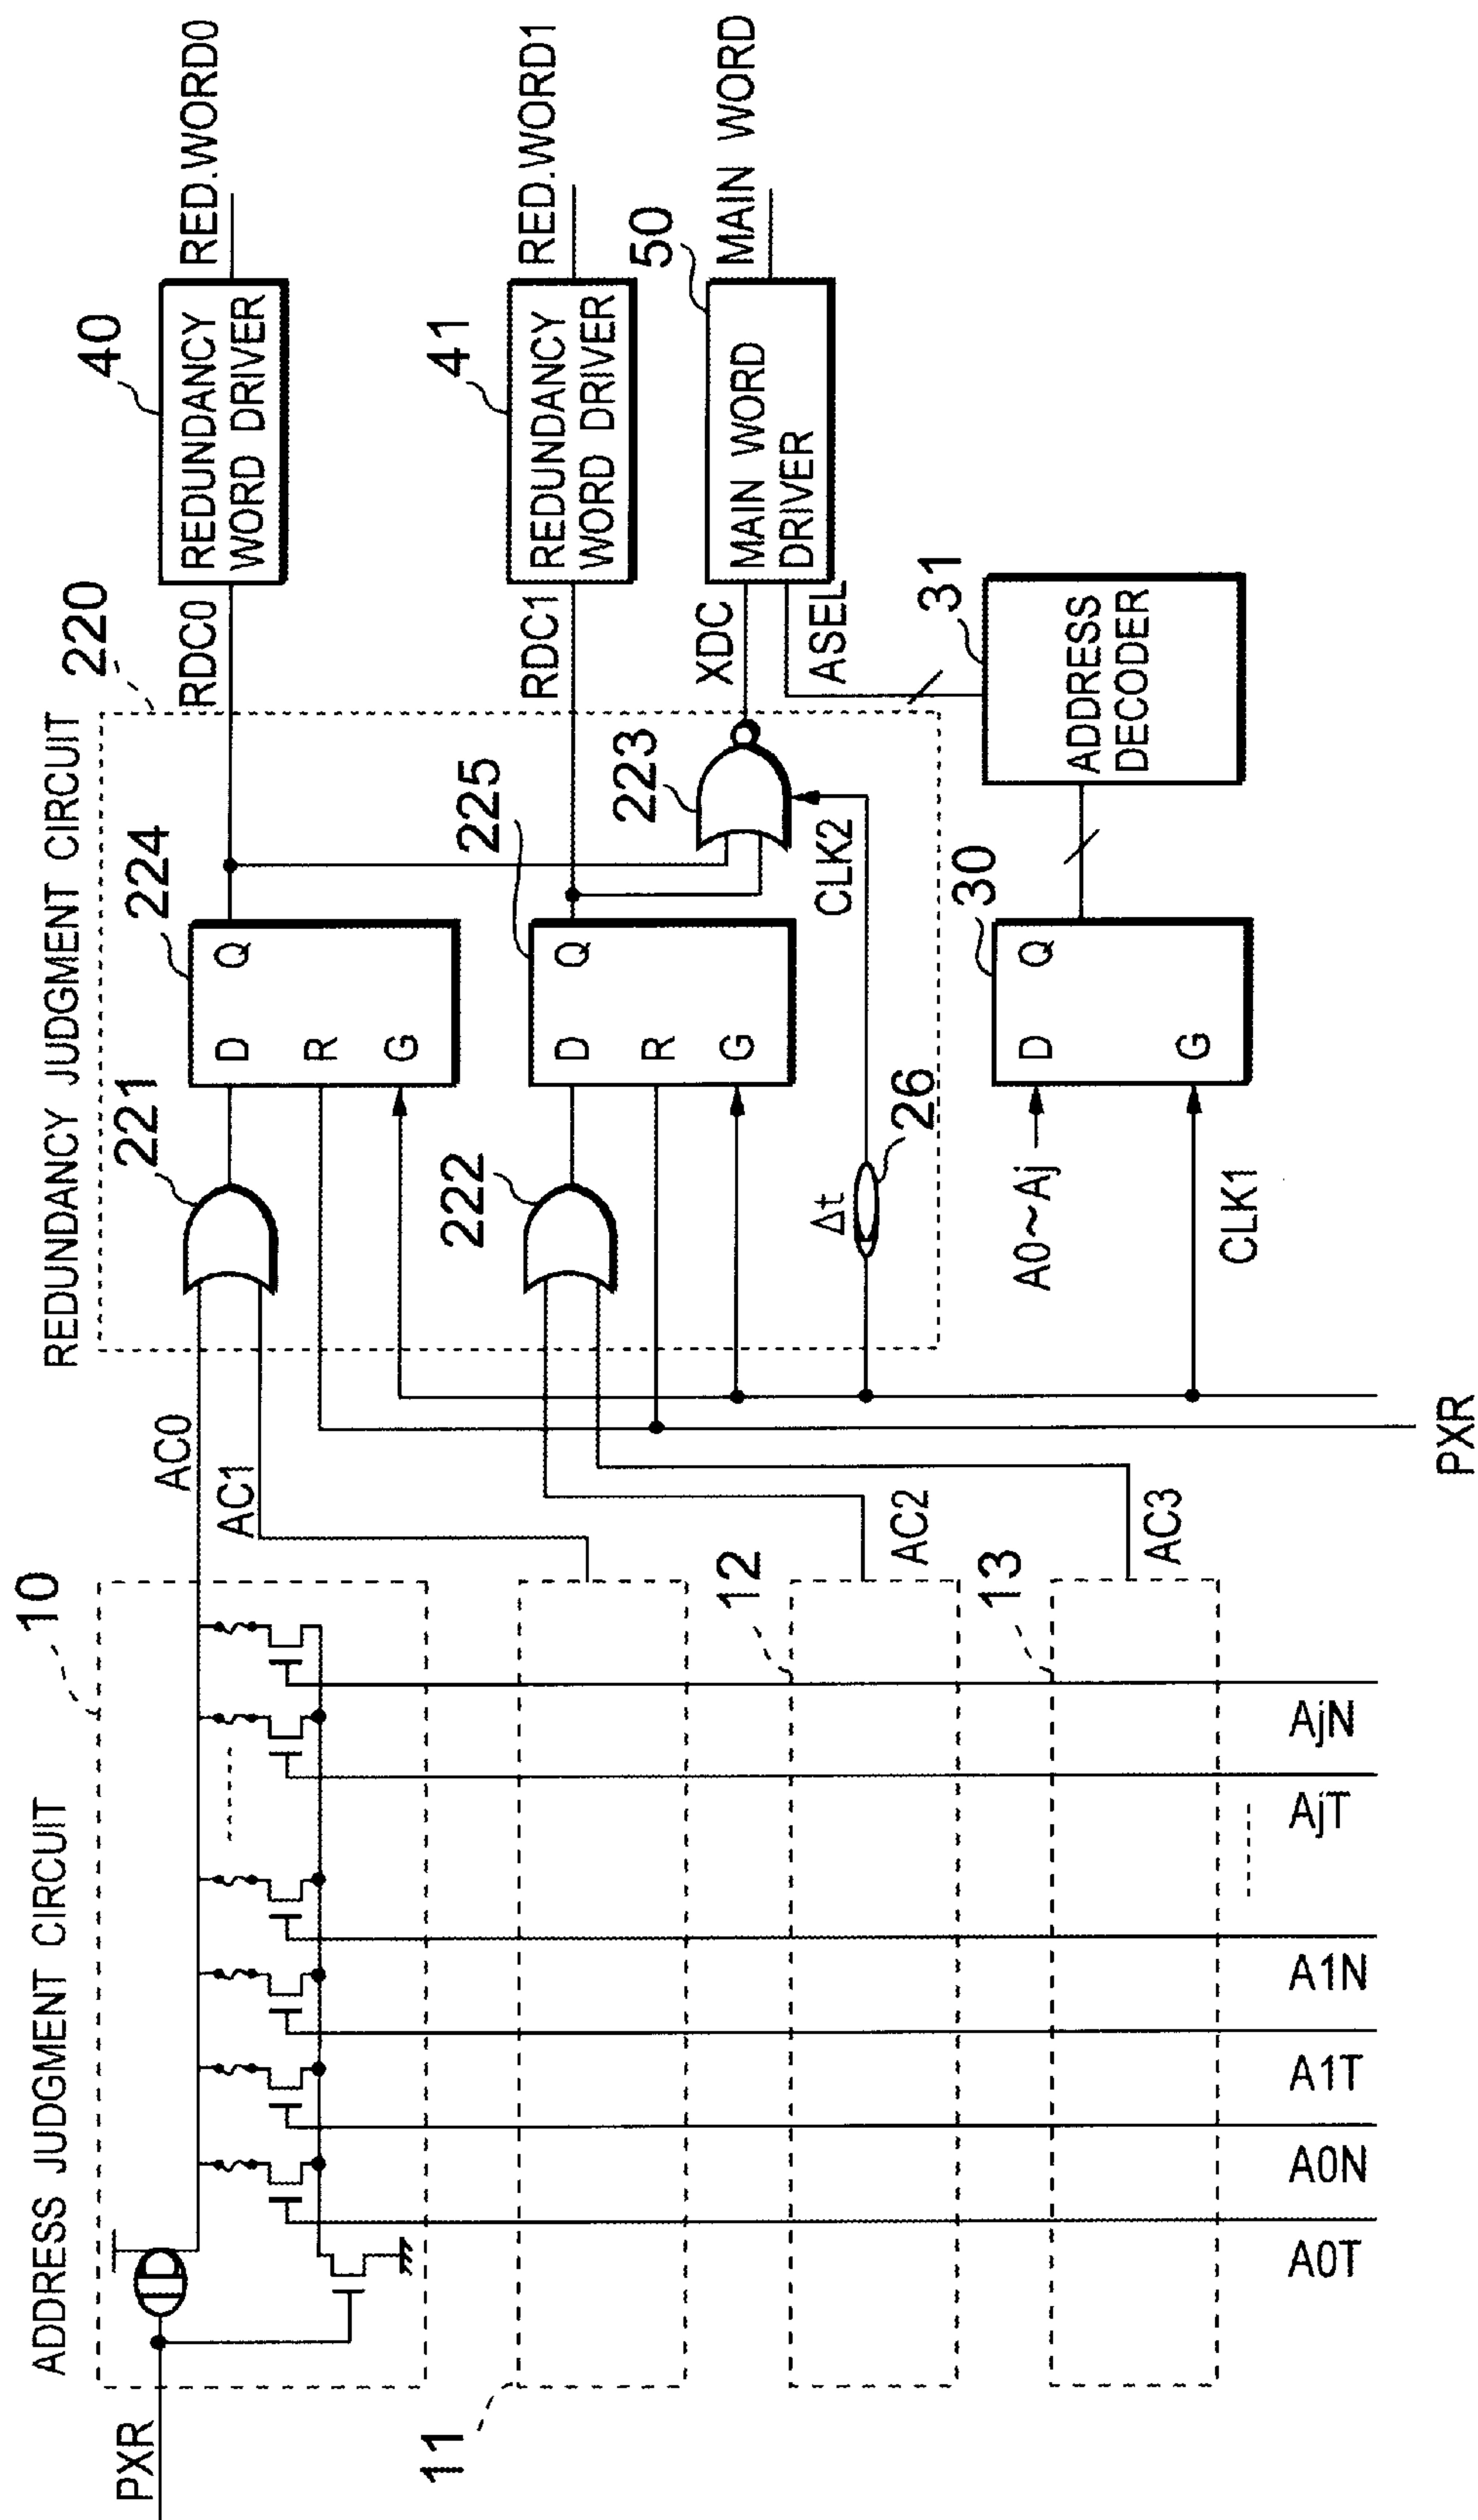 ADDRESS JUDGMENT CIRCUIT
10
PXR
11
12
13
A0T
A0N
A1T
A1N
AjT
AjN
AC0
AC1
AC2
AC3
PXR
REDUNDANCY JUDGMENT CIRCUIT
220
221
222
224
D
Q
R
G
225
D
Q
R
G
223
Δt
26
CLK2
A0~Aj
CLK1
30
D
Q
G
31
ADDRESS
DECODER
RDC0
RDC1
XDC
ASEL
40
REDUNDANCY
WORD DRIVER
41
REDUNDANCY
WORD DRIVER
50
MAIN WORD
DRIVER
RED.WORD0
RED.WORD1
MAIN WORD